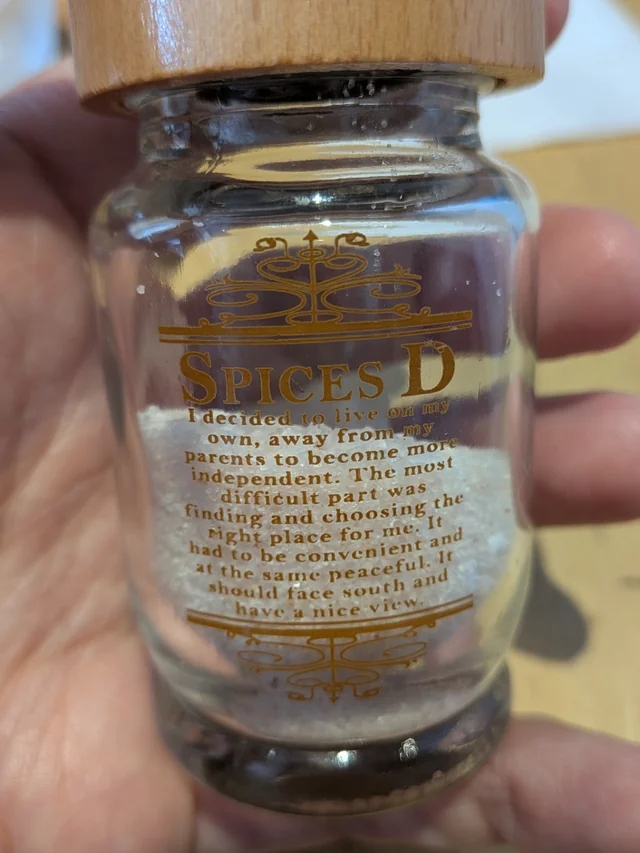 SPICES D
I decided to live on my
own, away from my
parents to become more
independent. The most
difficult part was
finding and choosing the
right place for me. It
had to be convenient and
at the same peaceful. It
should face south and
have a nice view.